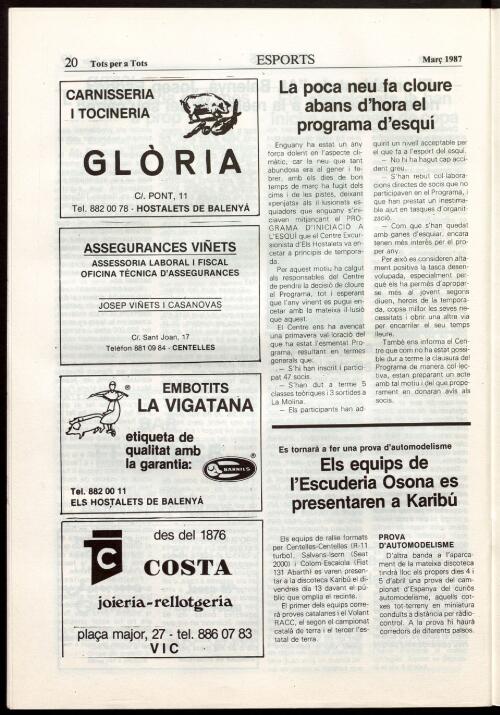 20 Tots per a Tots
ESPORTS
Març 1987
CARNISSERIA
I TOCINERIA
GLÒRIA
C/. PONT, 11
Tel. 882 00 78 - HOSTALETS DE BALENYÁ
ASSEGURANCES VIÑETS
ASSESSORIA LABORAL I FISCAL
OFICINA TÈCNICA D'ASSEGURANCES
JOSEP VIÑETS I CASANOVAS
C/. Sant Joan, 17
Telèfon 881 09 84 - CENTELLES
EMBOTITS
LA VIGATANA
etiqueta de
qualitat amb
la garantia:
Tel. 882 00 11
ELS HOSTALETS DE BALENYÁ
des del 1876
COSTA
joieria-rellotgeria
plaça major, 27 - tel. 886 07 83
VIC
La poca neu fa cloure
abans d'hora el
programa d'esquí
Enguany ha estat un any
força dolent en l'aspecte cli-
màtic, car la neu que tant
abundosa era al gener i fe-
brer, amb els dies de bon
temps de març ha fugit dels
cims i de les pistes, deixant
«penjats» als il·lusionats es-
quiadors que enguany s'ini-
ciaven mitjançant el PRO-
GRAMA D'INICIACIÓ A
L'ESQUÍ que el Centre Excur-
sionista d'Els Hostalets va en-
cetar a principis de tempora-
da.
Per aquest motiu ha calgut
als responsables del Centre
de pendre la decisió de cloure
el Programa, tot i esperant
que l'any vinent es pugui en-
cetar amb la mateixa il·lusió
que aquest.
El Centre ens ha avençat
una primavera val·loració del
que ha estat l'esmentat Pro-
grama, resultant en termes
generals que:
— S'hi han inscrit i partici-
pat 47 socis.
— S'han dut a terme 5
classes teòriques i 3 sortides a
La Molina.
— Els participants han ad-
quirit un nivell acceptable per
el que fa a l'esport del esquí.
— No hi ha hagut cap acci-
dent greu.
— S'han rebut col·labora-
cions directes de socis que no
participaven en el Programa, i
que han prestat un inestima-
ble ajut en tasques d'organit-
zació.
— Com que s'han quedat
amb ganes d'esquiar, encara
tenen més interès per el pro-
per any.
Per això es consideren alta-
ment positiva la tasca desen-
volupada, especialment per-
què els ha permès d'apropar-
se més al jovent segons
diuen, herois de la tempora-
da, copsa millor les seves ne-
cessitats i obrir una altre via
per encarrilar el seu temps
lleure.
També ens informa el Cen-
tre que com no ha estat possi-
ble dur a terme la clausura del
Programa de manera col·lec-
tiva, estan preparant un acte
amb tal motiu i del que prope-
rament en donaran avís als
socis.
Es tornarà a fer una prova d'automodelisme
Els equips de
l'Escuderia Osona es
presentaren a Karibú
Els equips de ral·lie formats
per Centelles-Centelles (R-11
turbo), Salvans-Isern (Seat
2000) i Colom-Escaiola (Fiat
131 Abarth) es varen presen-
tar a la discoteca Karibú el di-
vendres dia 13 davant el pú-
blic que omplia el recinte.
El primer dels equips corre-
rà proves catalanes i el Volant
RACC, el segon el campionat
català de terra i el tercer l'es-
tatal de terra.
PROVA
D'AUTOMODELISME
D'altra banda a l'aparca-
ment de la mateixa discoteca
tindrà lloc els propers dies 4 i
5 d'abril una prova del cam-
pionat d'Espanya del curiós
automodelisme, aquells cot-
xes tot-terreny en miniatura
conduïts a distància per ràdio-
control. A la prova hi haurà
corredors de diferents països.